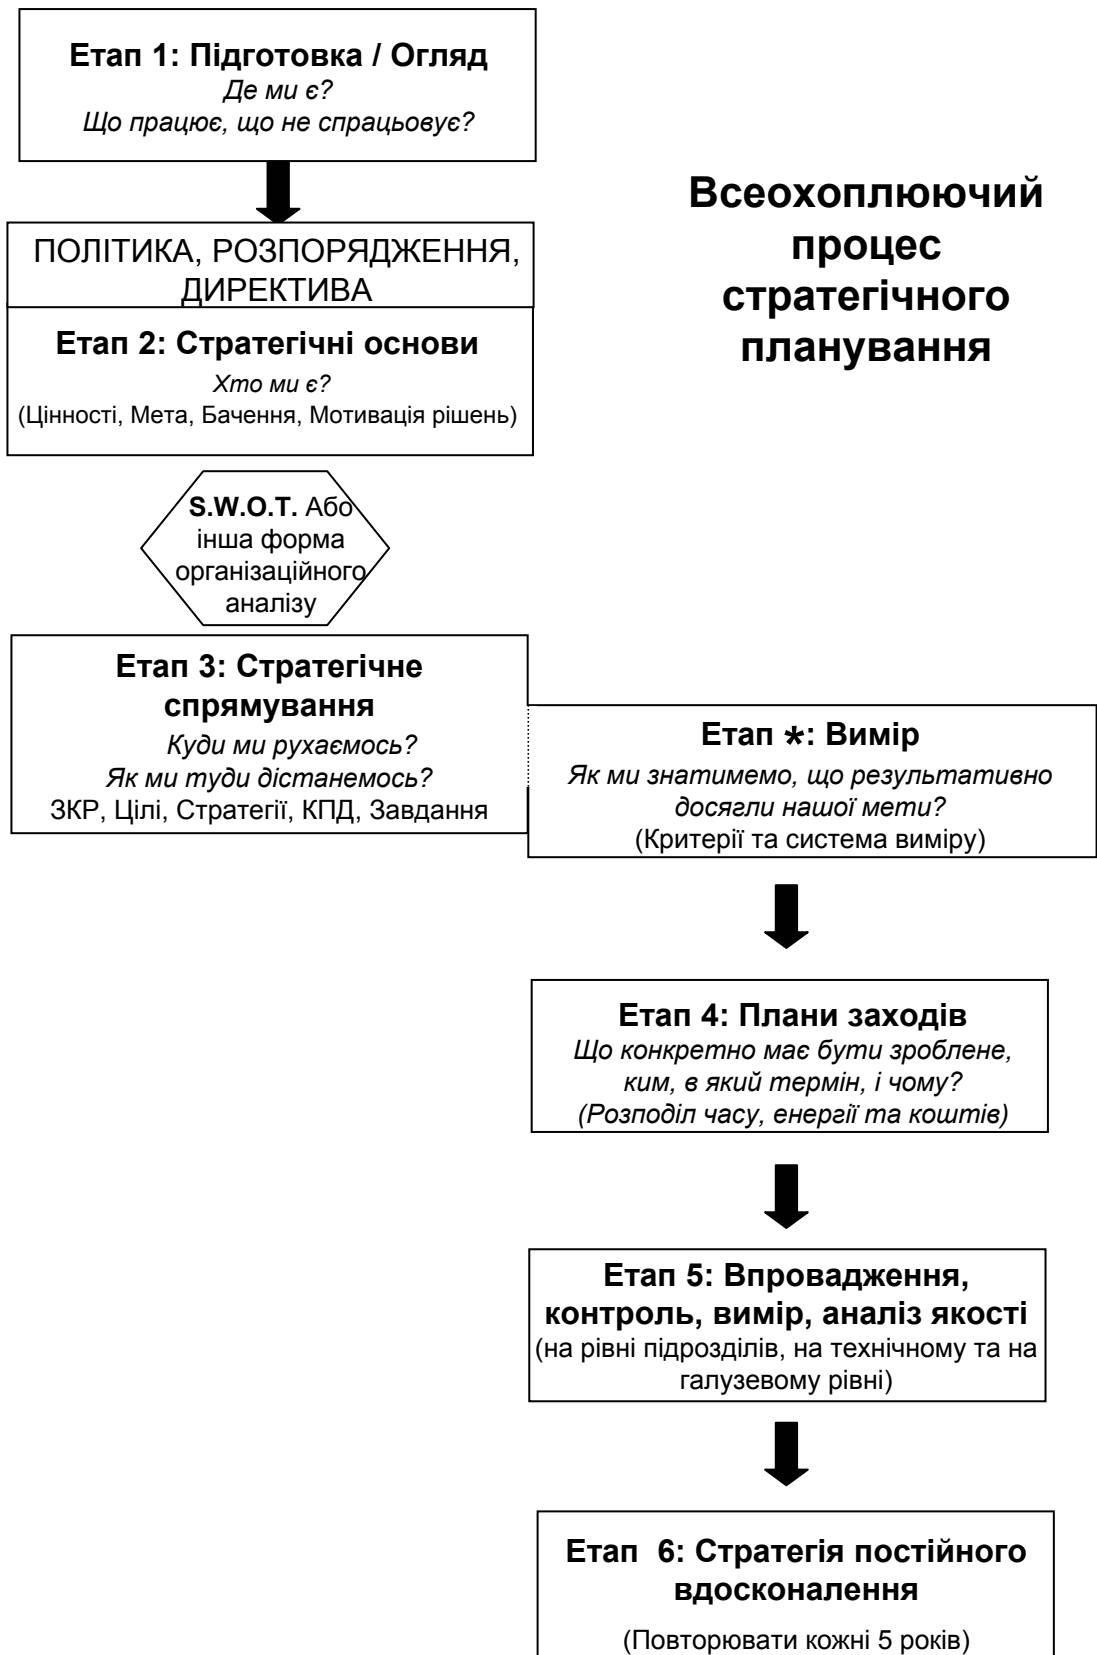 Етап 1: Підготовка / Огляд
Де ми є?
Що працює, що не спрацьовує?
Всеохоплюючий
процес
стратегічного
планування
ПОЛІТИКА, РОЗПОРЯДЖЕННЯ,
ДИРЕКТИВА
Етап 2: Стратегічні основи
Хто ми є?
(Цінності, Мета, Бачення, Мотивація рішень)
S.W.O.T. Або
інша форма
організаційного
аналізу
Етап 3: Стратегічне
спрямування
Куди ми рухаємось?
Як ми туди дістанемось?
ЗКР, Цілі, Стратегії, КПД, Завдання
Етап *: Вимір
Як ми знатимемо, що результативно
досягли нашої мети?
(Критерії та система виміру)
Етап 4: Плани заходів
Що конкретно має бути зроблене,
ким, в який термін, і чому?
(Розподіл часу, енергії та коштів)
Етап 5: Впровадження,
контроль, вимір, аналіз якості
(на рівні підрозділів, на технічному та на
галузевому рівні)
Етап  6: Стратегія постійного
вдосконалення
(Повторювати кожні 5 років)